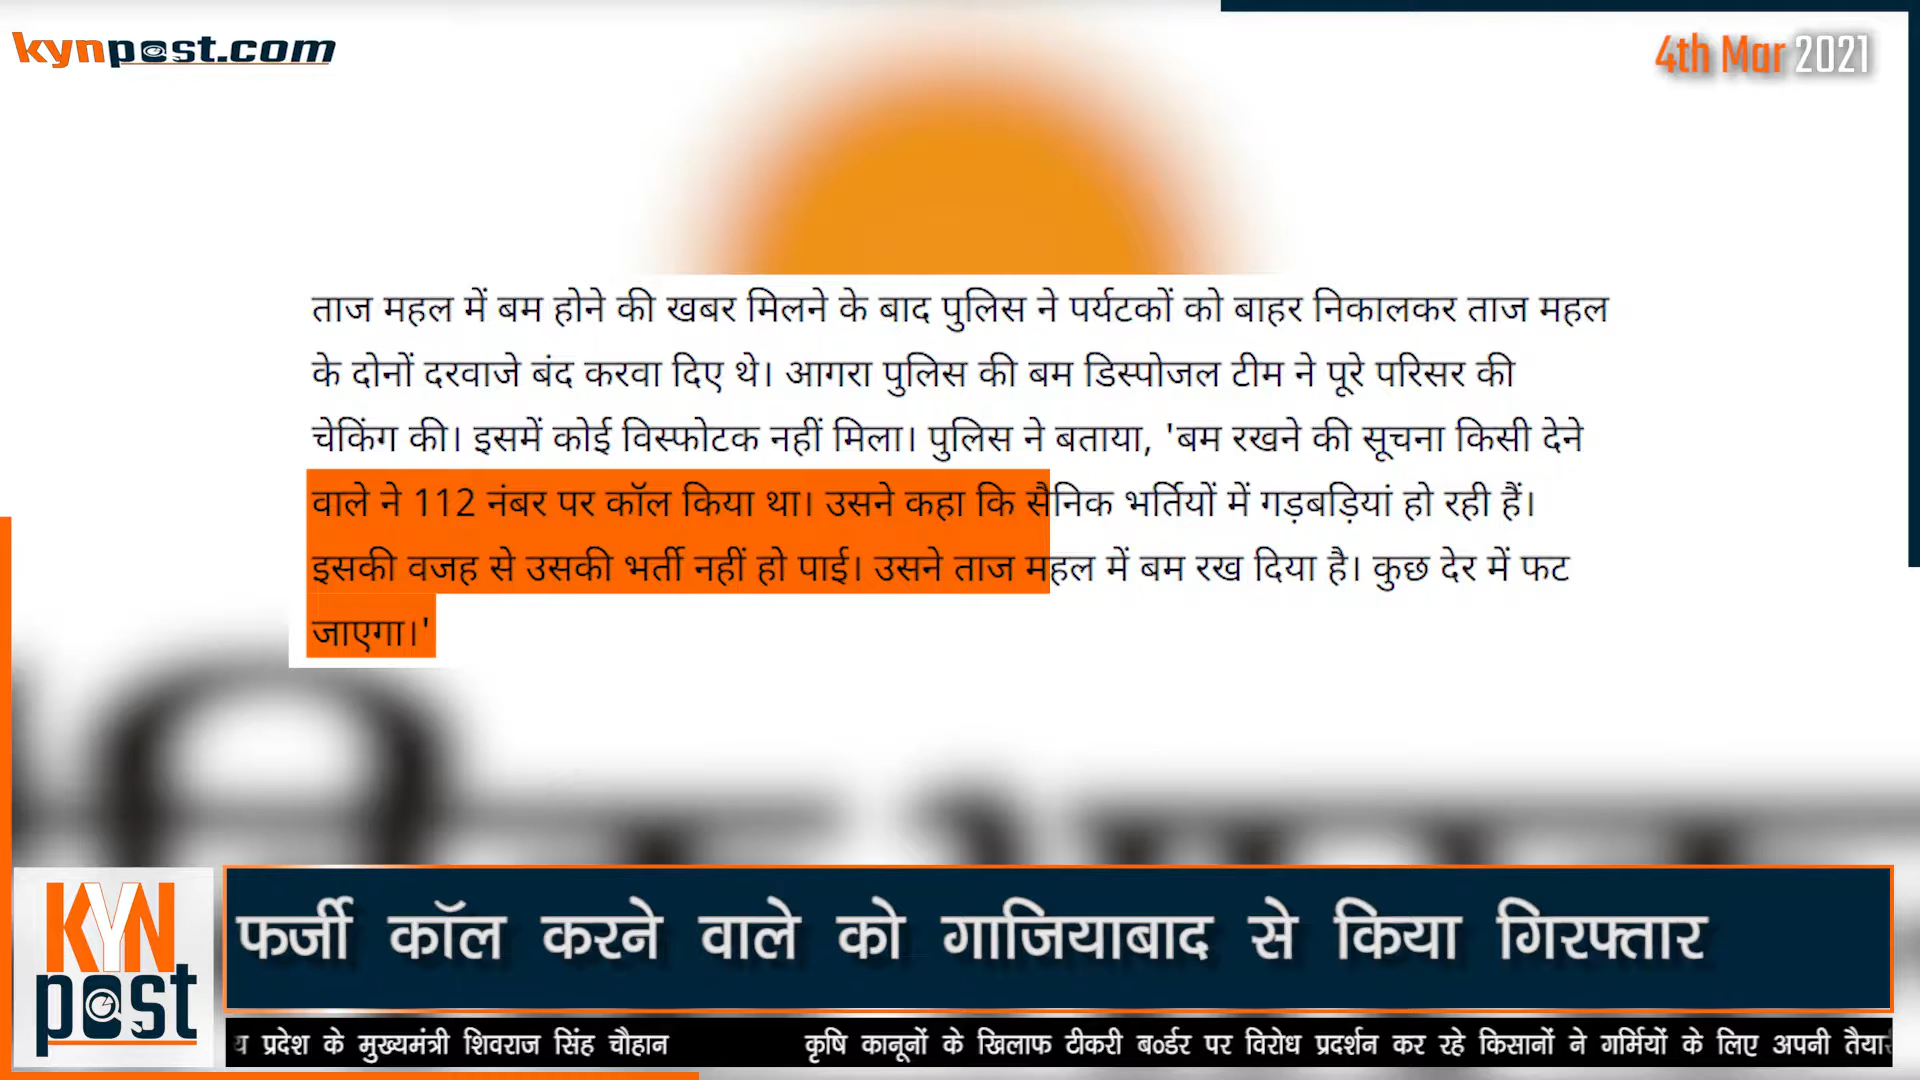 kynpost.com
4th Mar 2021
ताज महल में बम होने की खबर मिलने के बाद पुलिस ने पर्यटकों को बाहर निकालकर ताज महल
के दोनों दरवाजे बंद करवा दिए थे। आगरा पुलिस की बम डिस्पोजल टीम ने पूरे परिसर की
चेकिंग की। इसमें कोई विस्फोटक नहीं मिला। पुलिस ने बताया, 'बम रखने की सूचना किसी देने
वाले ने 112 नंबर पर कॉल किया था। उसने कहा कि सैनिक भर्तियों में गड़बड़ियां हो रही हैं।
इसकी वजह से उसकी भर्ती नहीं हो पाई। उसने ताज महल में बम रख दिया है। कुछ देर में फट
जाएगा।'
KYN
post
फर्जी कॉल करने वाले को गाजियाबाद से किया गिरफ्तार
य प्रदेश के मुख्यमंत्री शिवराज सिंह चौहान कृषि कानूनों के खिलाफ टीकरी बoर्डर पर विरोध प्रदर्शन कर रहे किसानों ने गर्मियों के लिए अपनी